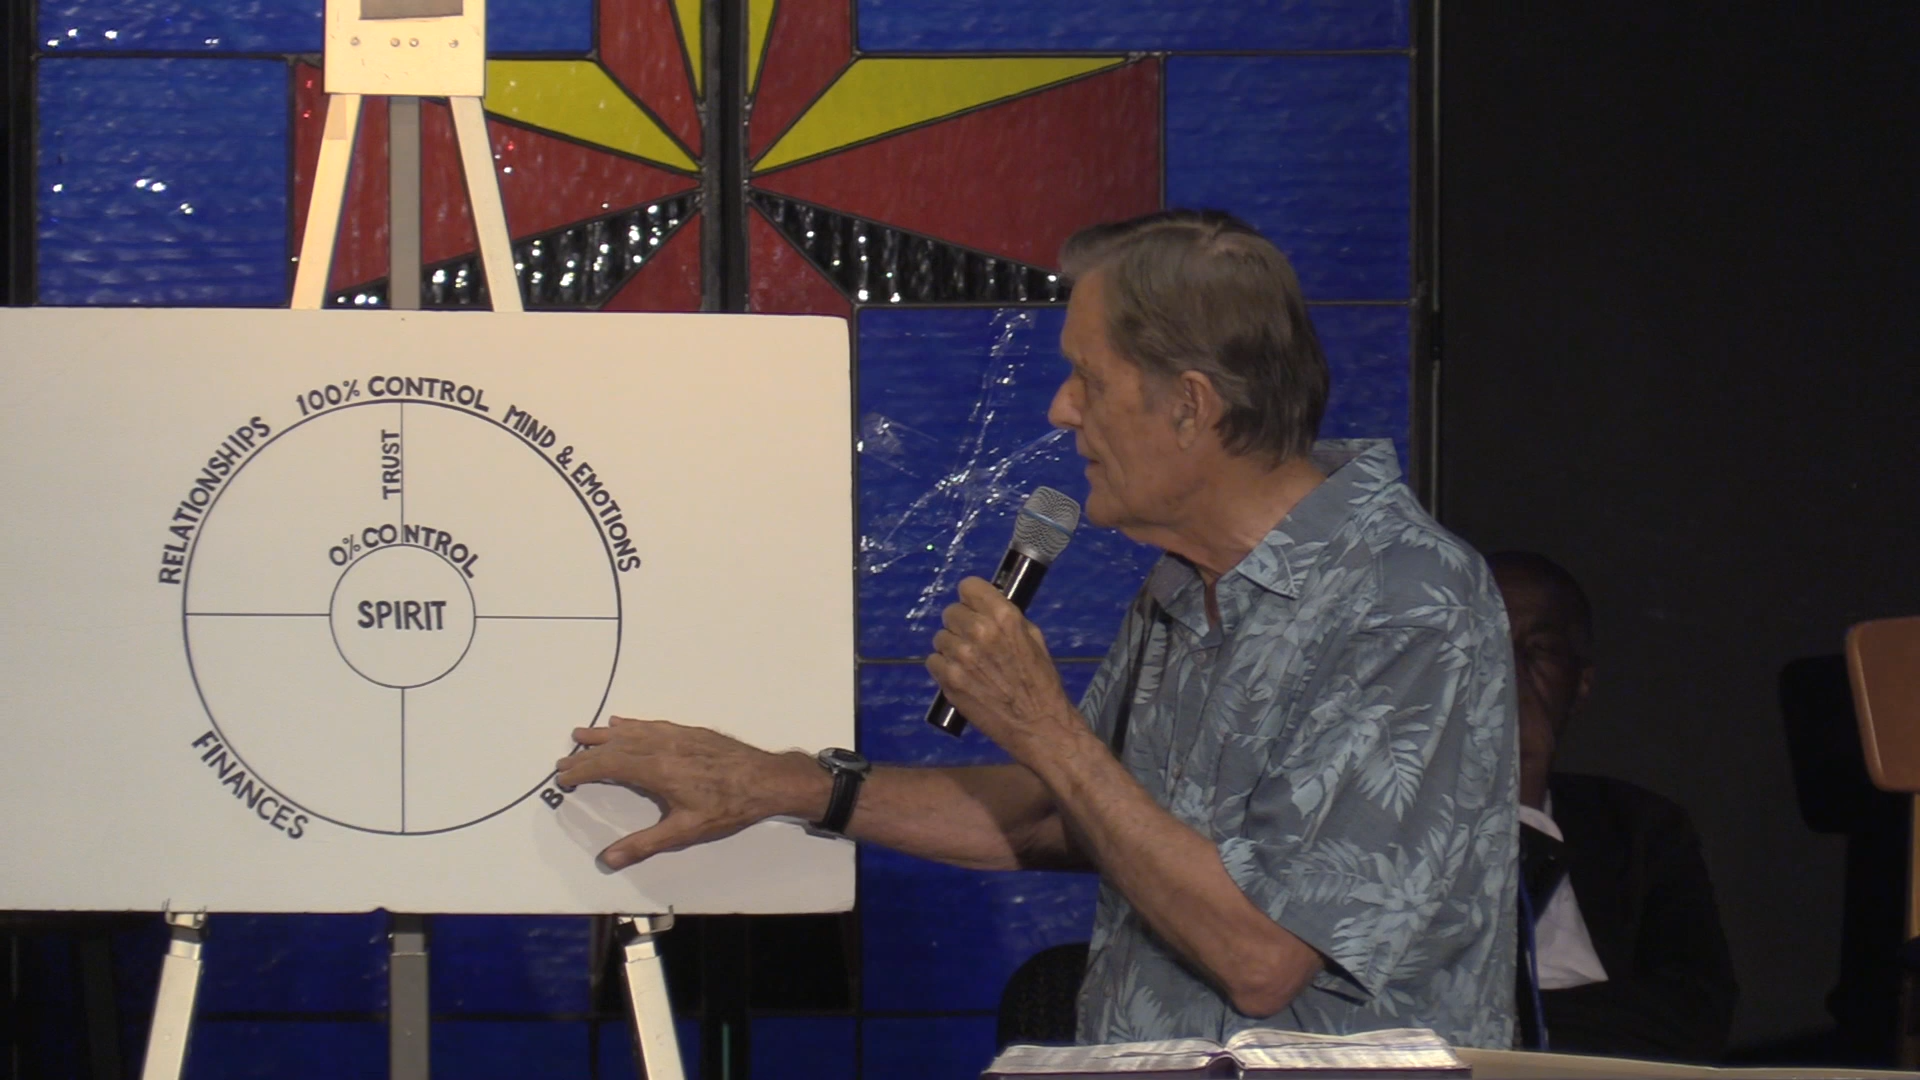 100% CONTROL
RELATIONSHIPS
MIND & EMOTIONS
TRUST
0% CONTROL
SPIRIT
FINANCES
B